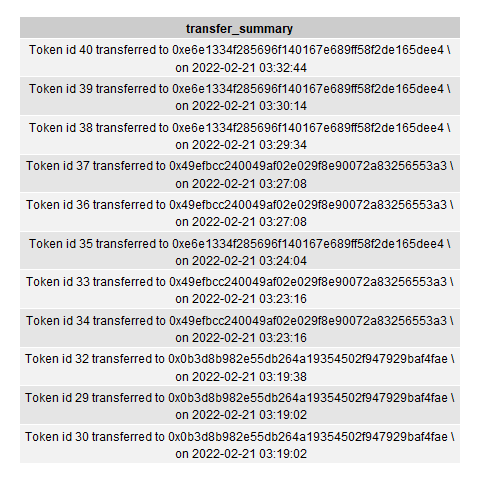 transfer_summary
Token id 40 transferred to 0xe6e1334f285696f140167e689ff58f2de165dee4 \
on 2022-02-21 03:32:44
Token id 39 transferred to 0xe6e1334f285696f140167e689ff58f2de165dee4 \
on 2022-02-21 03:30:14
Token id 38 transferred to 0xe6e1334f285696f140167e689ff58f2de165dee4 \
on 2022-02-21 03:29:34
Token id 37 transferred to 0x49efbcc240049af02e029f8e90072a83256553a3 \
on 2022-02-21 03:27:08
Token id 36 transferred to 0x49efbcc240049af02e029f8e90072a83256553a3 \
on 2022-02-21 03:27:08
Token id 35 transferred to 0xe6e1334f285696f140167e689ff58f2de165dee4 \
on 2022-02-21 03:24:04
Token id 33 transferred to 0x49efbcc240049af02e029f8e90072a83256553a3 \
on 2022-02-21 03:23:16
Token id 34 transferred to 0x49efbcc240049af02e029f8e90072a83256553a3 \
on 2022-02-21 03:23:16
Token id 32 transferred to 0x0b3d8b982e55db264a19354502f947929baf4fae \
on 2022-02-21 03:19:38
Token id 29 transferred to 0x0b3d8b982e55db264a19354502f947929baf4fae \
on 2022-02-21 03:19:02
Token id 30 transferred to 0x0b3d8b982e55db264a19354502f947929baf4fae \
on 2022-02-21 03:19:02